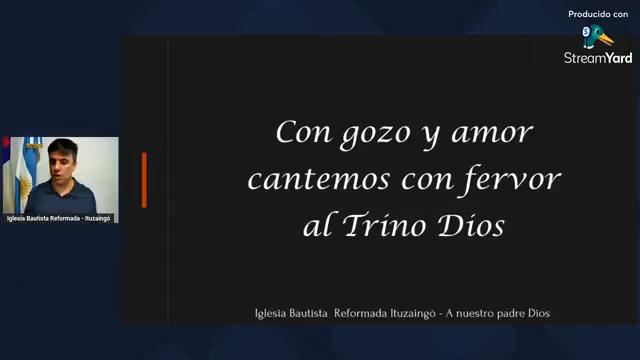 Producido con
StreamYard
Con gozo y amor
cantemos con fervor
al Trino Dios
Iglesia Bautista Reformada - Ituzaingó
Iglesia Bautista Reformada Ituzaingó - A nuestro padre Dios